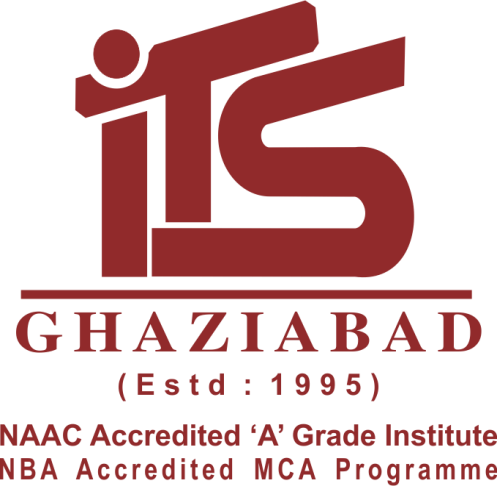 iTS
GHAZIABAD
(Estd : 1995)
NAAC Accredited ‘A’ Grade Institute
NBA Accredited MCA Programme